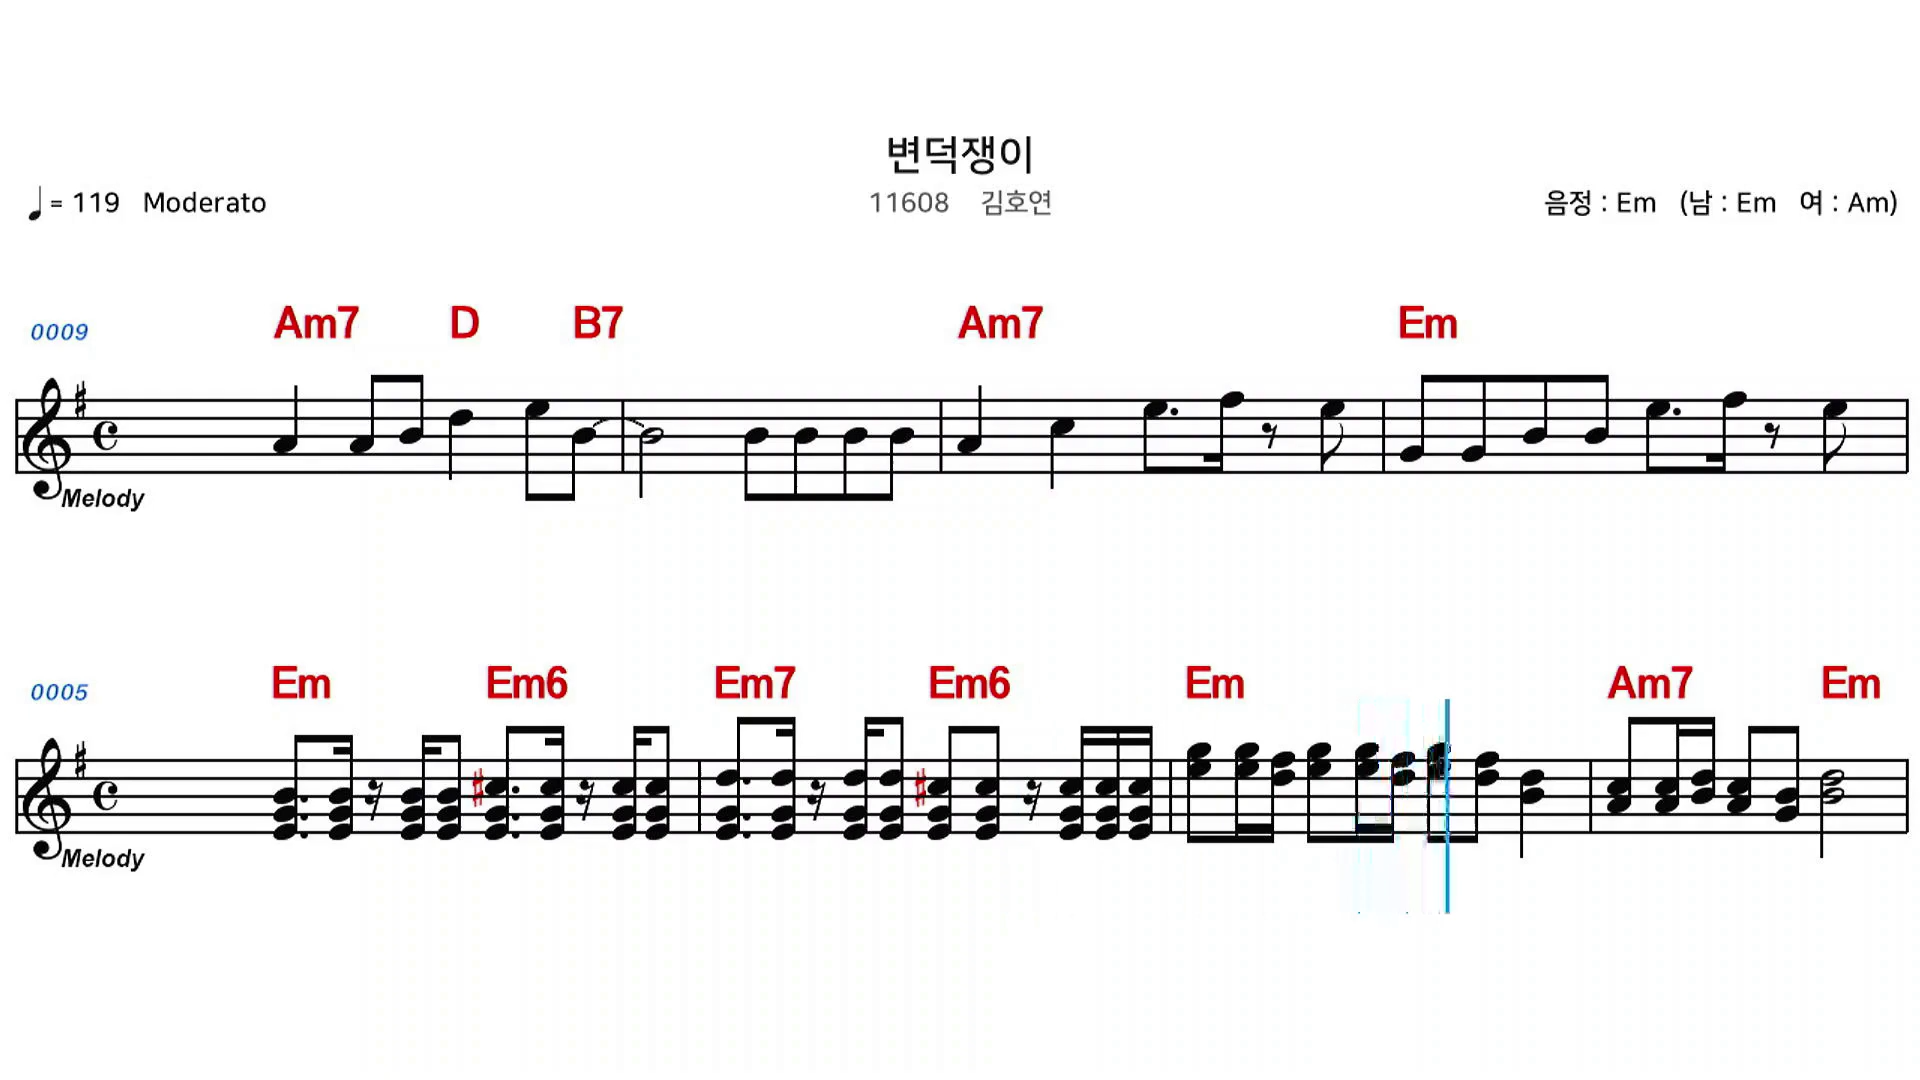 변덕쟁이
♩ = 119 Moderato 11608 김호연 음정 : Em (남 : Em 여 : Am)
0009 Am7 D B7 Am7 Em
Melody
0005 Em Em6 Em7 Em6 Em Am7 Em
Melody